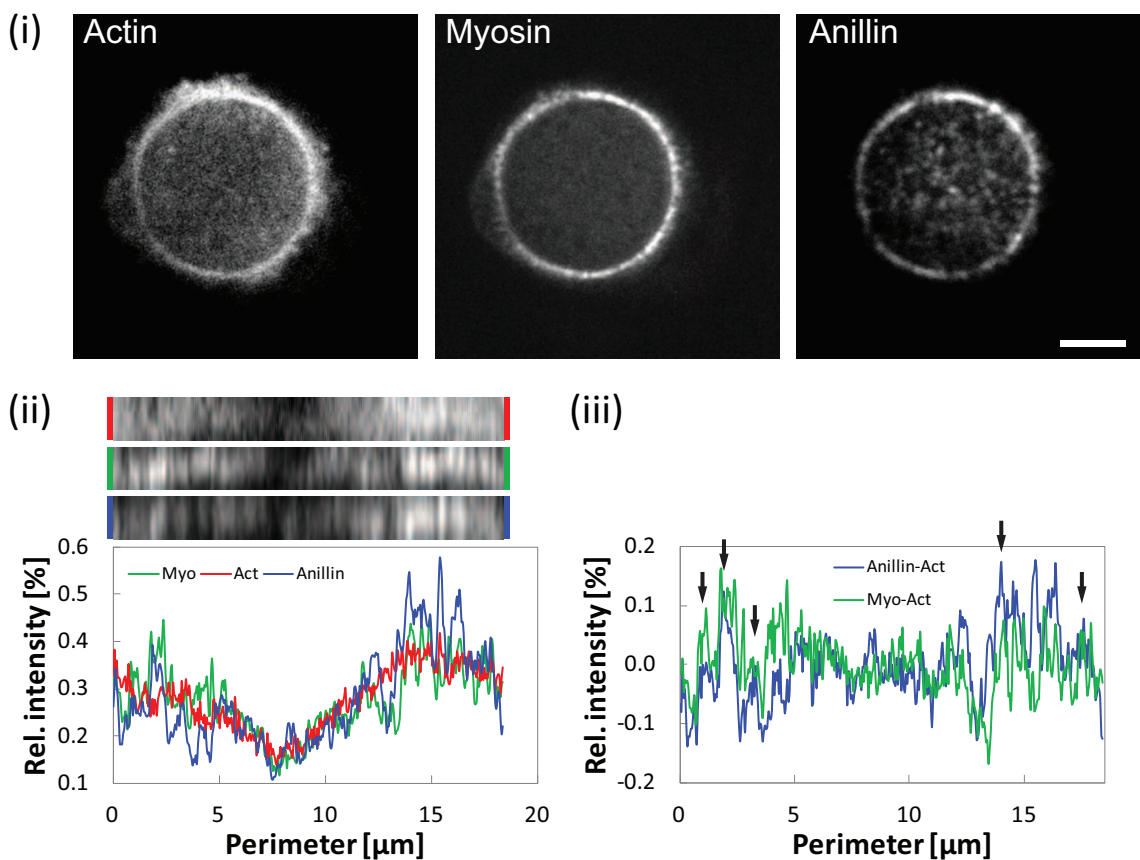 (i)
Actin
Myosin
Anillin
(ii)
(iii)
Rel. intensity [%]
0.6
0.5
0.4
0.3
0.2
0.1
Myo Act Anillin
0 5 10 15 20
Perimeter [µm]
Rel. intensity [%]
0.2
0.1
0.0
-0.1
-0.2
Anillin-Act
Myo-Act
0 5 10 15
Perimeter [µm]